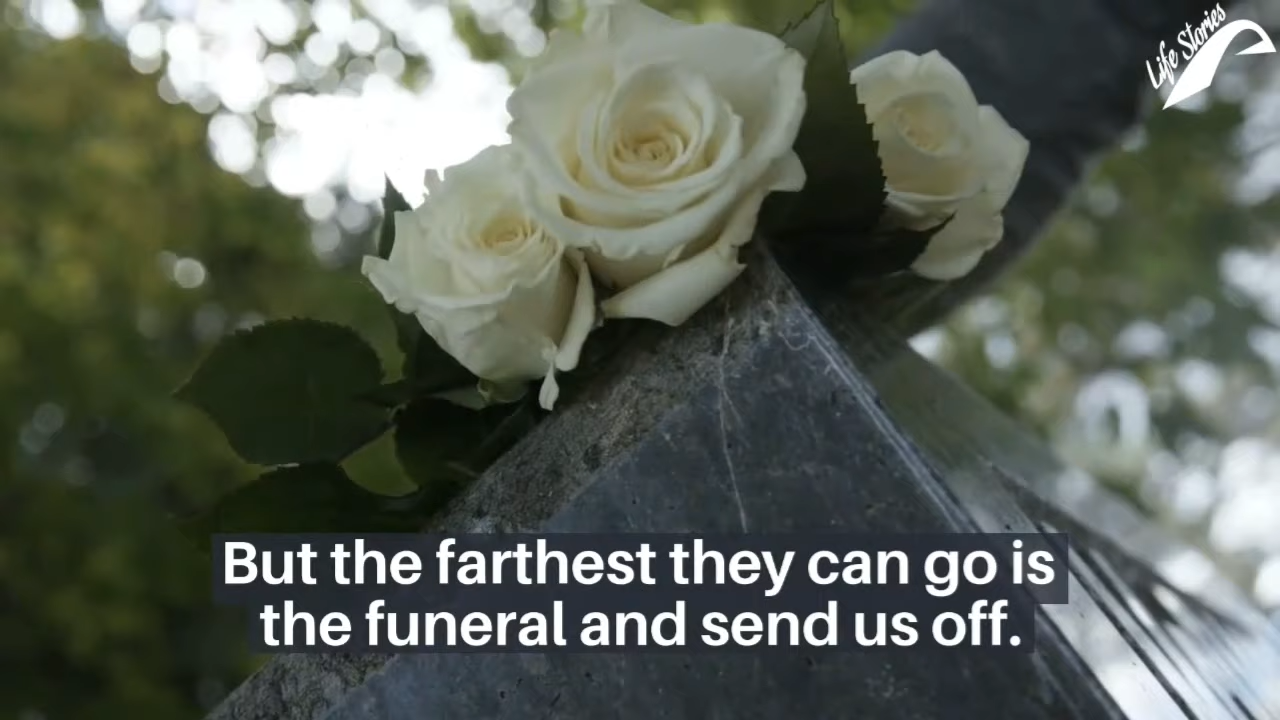 Life Stories
But the farthest they can go is
the funeral and send us off.